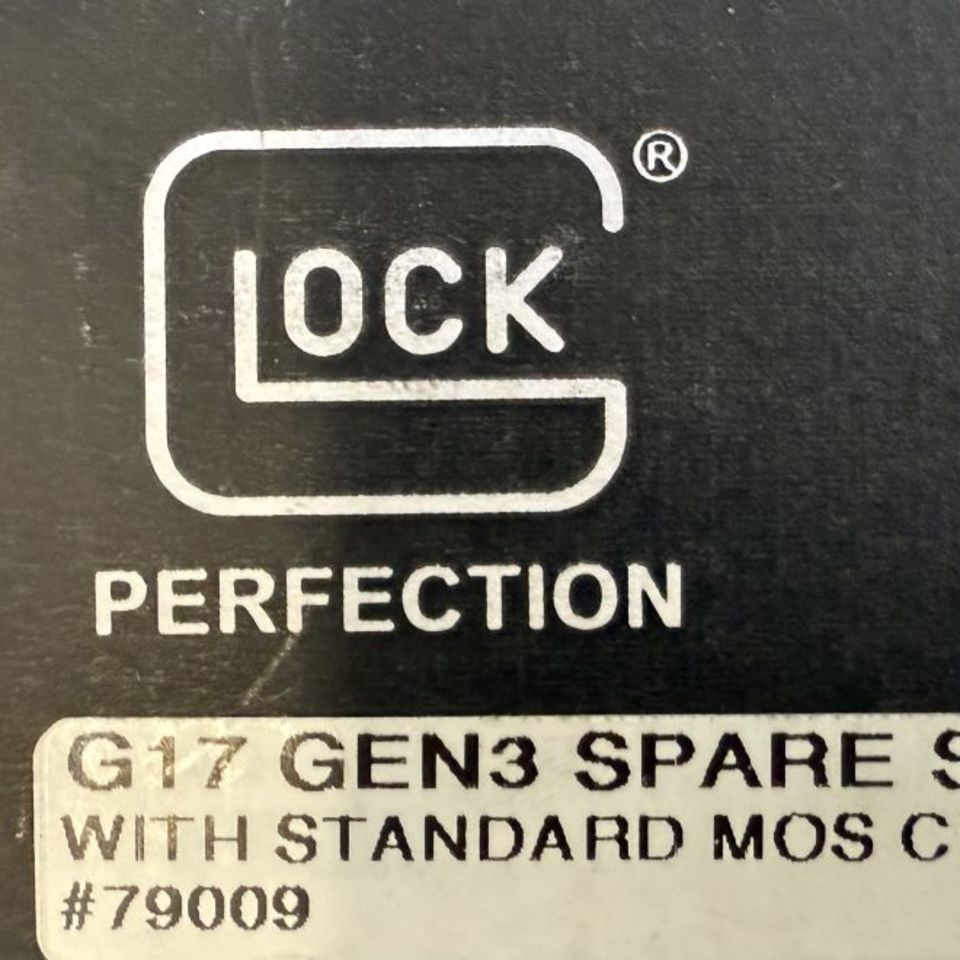 GLOCK ®
PERFECTION
G17 GEN3 SPARE
WITH STANDARD MOS
#79009